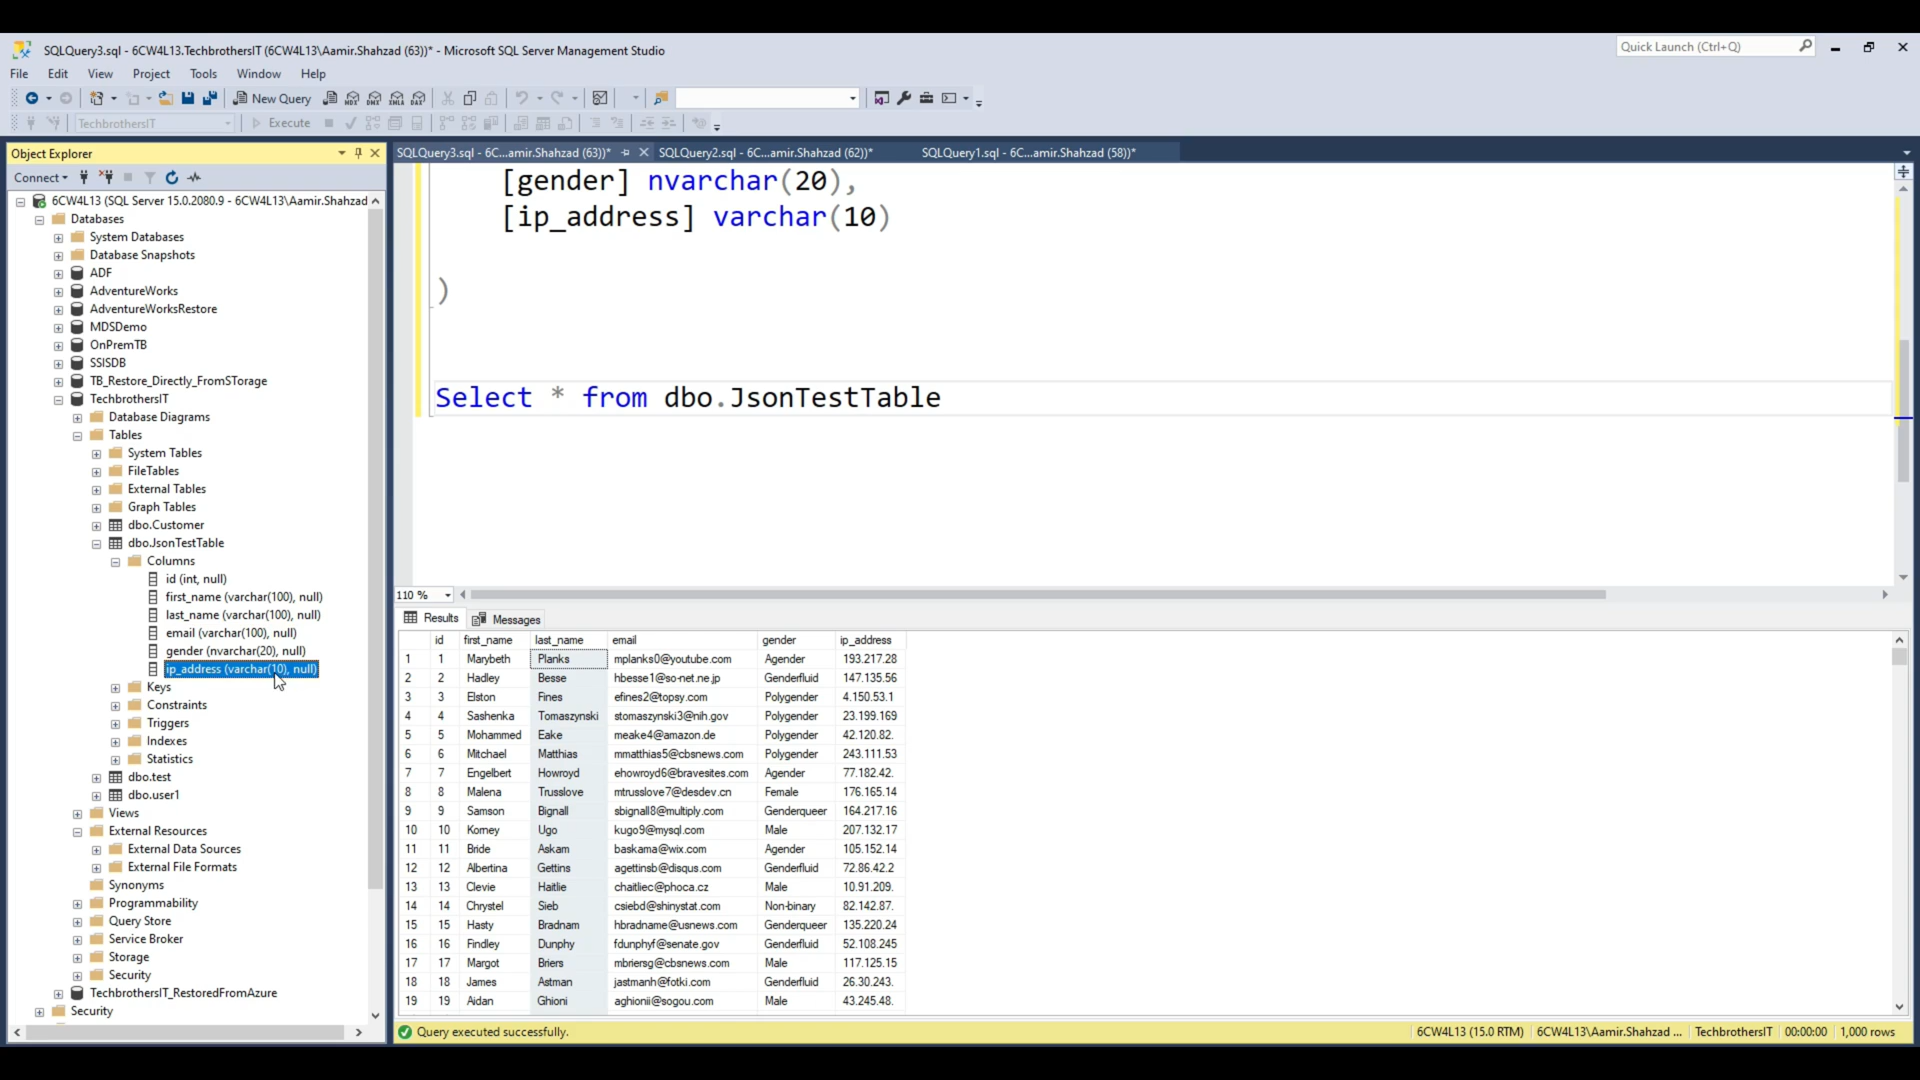 SQLQuery3.sql - 6CW4L13.TechbrothersIT (6CW4L13\Aamir.Shahzad (63))* - Microsoft SQL Server Management Studio
Quick Launch (Ctrl+Q)
File Edit View Project Tools Window Help
New Query MDX DMX XMLA DAX
TechbrothersIT Execute
Object Explorer
SQLQuery3.sql - 6C...amir.Shahzad (63))* SQLQuery2.sql - 6C...amir.Shahzad (62))* SQLQuery1.sql - 6C...amir.Shahzad (58))*
Connect
6CW4L13 (SQL Server 15.0.2080.9 - 6CW4L13\Aamir.Shahzad
Databases
System Databases
Database Snapshots
ADF
AdventureWorks
AdventureWorksRestore
MDSDemo
OnPremTB
SSISDB
TB_Restore_Directly_FromSTorage
TechbrothersIT
Database Diagrams
Tables
System Tables
FileTables
External Tables
Graph Tables
dbo.Customer
dbo.JsonTestTable
Columns
id (int, null)
first_name (varchar(100), null)
last_name (varchar(100), null)
email (varchar(100), null)
gender (nvarchar(20), null)
ip_address (varchar(10), null)
Keys
Constraints
Triggers
Indexes
Statistics
dbo.test
dbo.user1
Views
External Resources
External Data Sources
External File Formats
Synonyms
Programmability
Query Store
Service Broker
Storage
Security
TechbrothersIT_RestoredFromAzure
Security
[gender] nvarchar(20),
[ip_address] varchar(10)
)
Select * from dbo.JsonTestTable
110 %
Results Messages
id first_name last_name email gender ip_address
1 1 Marybeth Planks mplanks0@youtube.com Agender 193.217.28
2 2 Hadley Besse hbesse1@so-net.ne.jp Genderfluid 147.135.56
3 3 Elston Fines efines2@topsy.com Polygender 4.150.53.1
4 4 Sashenka Tomaszynski stomaszynski3@nih.gov Polygender 23.199.169
5 5 Mohammed Eake meake4@amazon.de Polygender 42.120.82.
6 6 Mitchael Matthias mmatthias5@cbsnews.com Polygender 243.111.53
7 7 Engelbert Howroyd ehowroyd6@bravesites.com Agender 77.182.42.
8 8 Malena Trusslove mtrusslove7@desdev.cn Female 176.165.14
9 9 Samson Bignall sbignall8@multiply.com Genderqueer 164.217.16
10 10 Korney Ugo kugo9@mysql.com Male 207.132.17
11 11 Bride Askam baskama@wix.com Agender 105.152.14
12 12 Albertina Gettins agettinsb@disqus.com Genderfluid 72.86.42.2
13 13 Clevie Haitlie chaitliec@phoca.cz Male 10.91.209.
14 14 Chrystel Sieb csiebd@shinystat.com Non-binary 82.142.87.
15 15 Hasty Bradnam hbradname@usnews.com Genderqueer 135.220.24
16 16 Findley Dunphy fdunphyf@senate.gov Genderfluid 52.108.245
17 17 Margot Briers mbriersg@cbsnews.com Male 117.125.15
18 18 James Astman jastmanh@fotki.com Genderfluid 26.30.243.
19 19 Aidan Ghioni aghionii@sogou.com Male 43.245.48.
Query executed successfully. 6CW4L13 (15.0 RTM) 6CW4L13\Aamir.Shahzad ... TechbrothersIT 00:00:00 1,000 rows